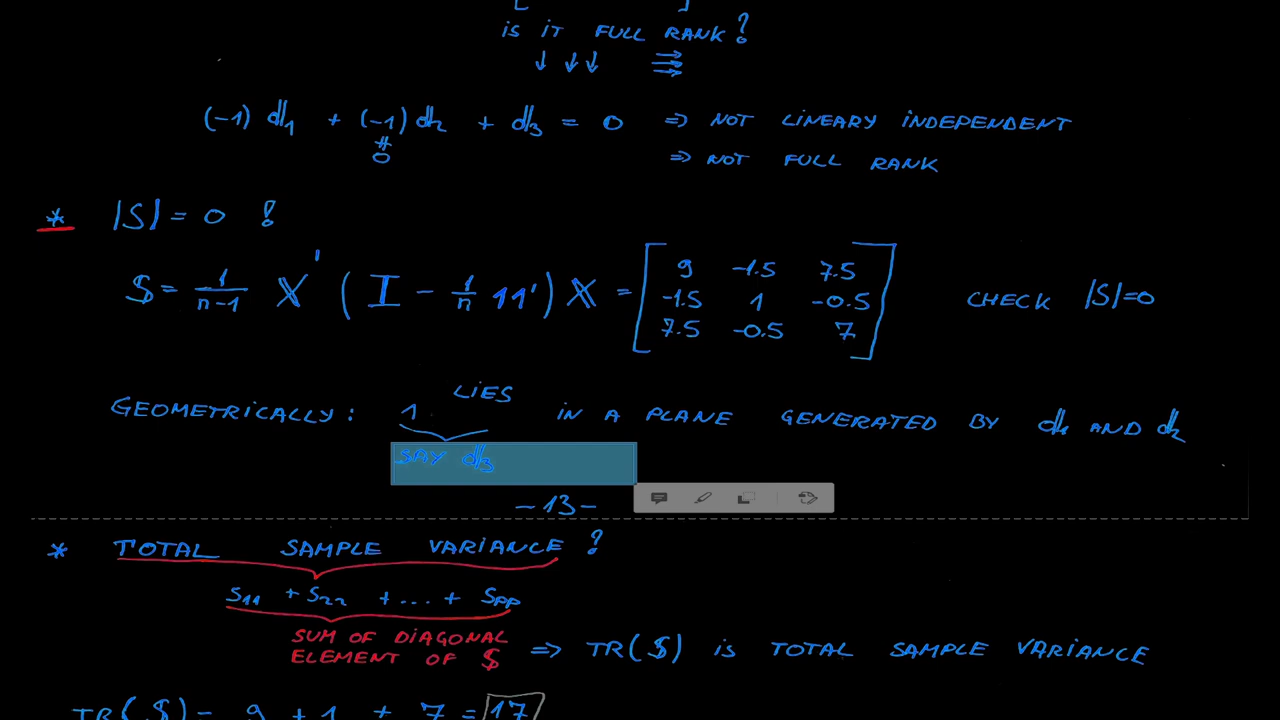 IS IT FULL RANK?
↓ ↓↓ ⇉
(-1) d1 + (-1) d2 + d3 = 0 => NOT LINEARY INDEPENDENT
≠
0 => NOT FULL RANK
* |S| = 0 !
S = 1/(n-1) X' ( I - 1/n 11' ) X = [ 9 -1.5 7.5
-1.5 1 -0.5
7.5 -0.5 7 ] CHECK |S|=0
GEOMETRICALLY: 1 LIES IN A PLANE GENERATED BY d1 AND d2
SAY d3
-13-
* TOTAL SAMPLE VARIANCE ?
S11 + S22 + ... + Spp
SUM OF DIAGONAL
ELEMENT OF S => TR(S) IS TOTAL SAMPLE VARIANCE
TR(S) = 9 + 1 + 7 = 17